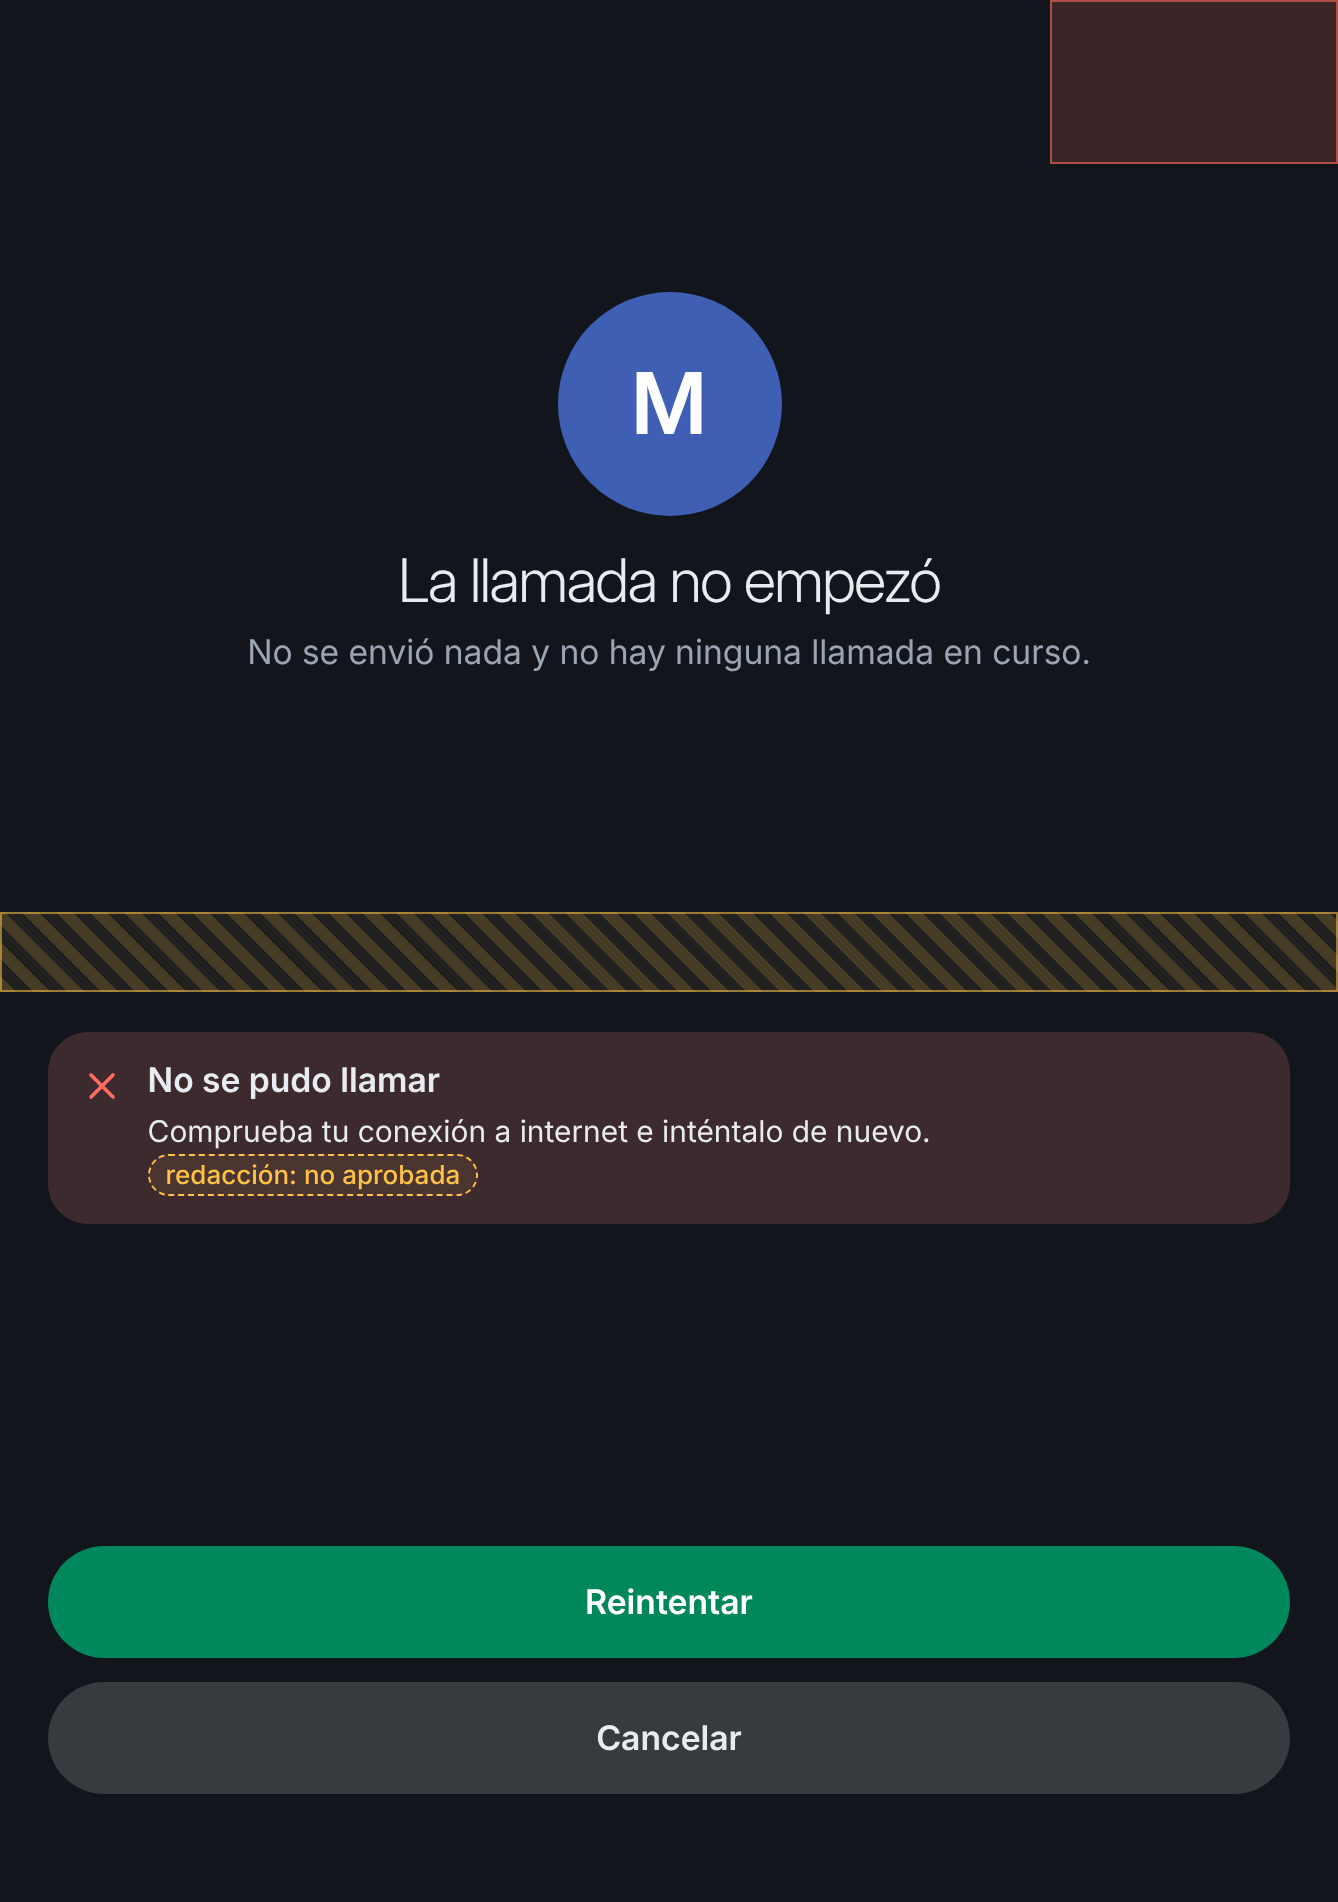 M
La llamada no empezó
No se envió nada y no hay ninguna llamada en curso.
No se pudo llamar
Comprueba tu conexión a internet e inténtalo de nuevo.
redacción: no aprobada
Reintentar
Cancelar